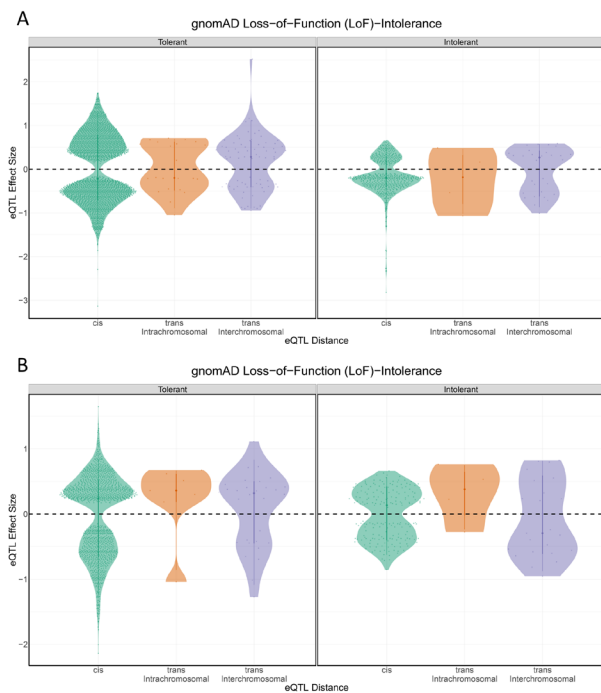 A
gnomAD Loss-of-Function (LoF)-Intolerance
Tolerant
Intolerant
eQTL Effect Size
2
1
0
−1
−2
−3
cis
trans
Intrachromosomal
trans
Interchromosomal
cis
trans
Intrachromosomal
trans
Interchromosomal
eQTL Distance
B
gnomAD Loss-of-Function (LoF)-Intolerance
Tolerant
Intolerant
eQTL Effect Size
1
0
−1
−2
cis
trans
Intrachromosomal
trans
Interchromosomal
cis
trans
Intrachromosomal
trans
Interchromosomal
eQTL Distance